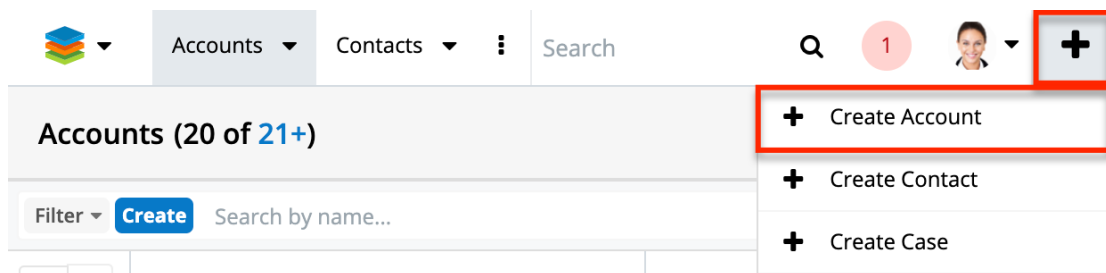 Accounts Contacts Search 1
Create Account
Accounts (20 of 21+)
Create Contact
Filter Create Search by name...
Create Case